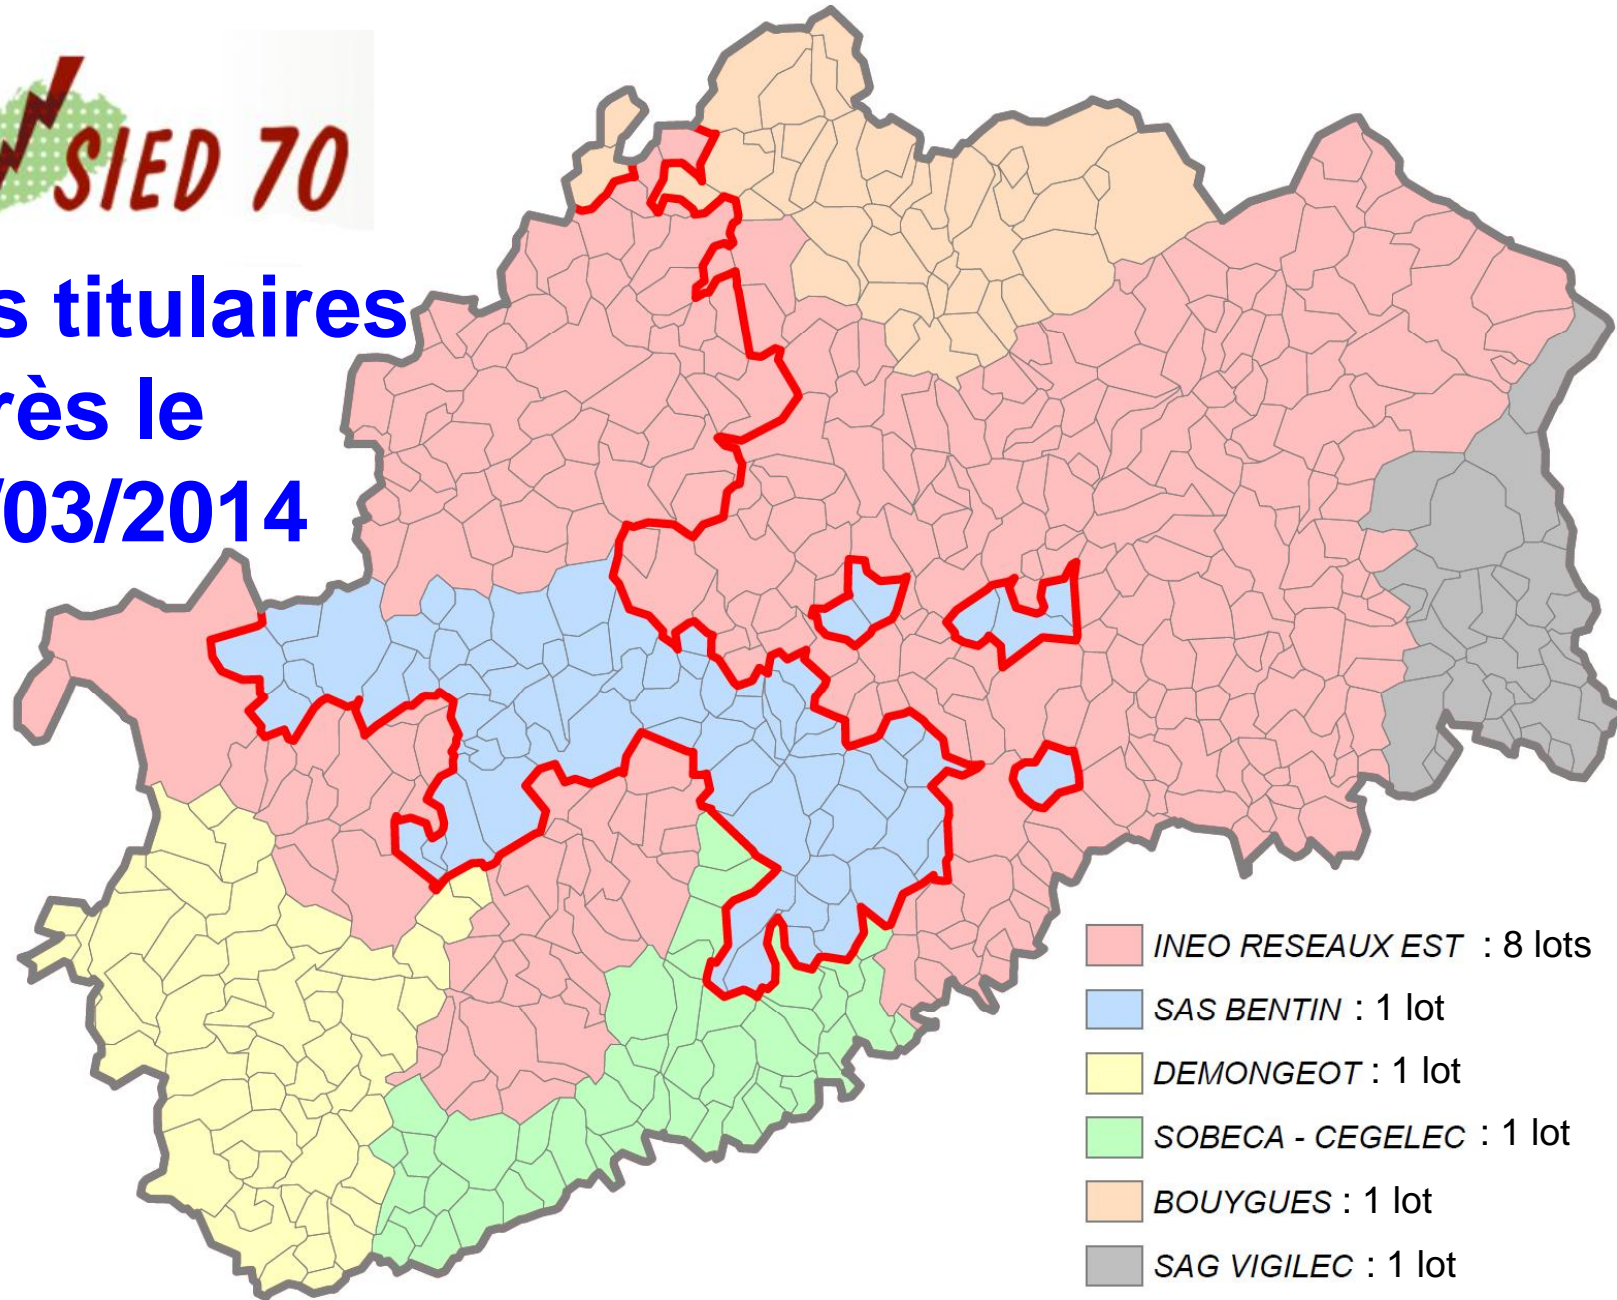 SIED 70
s titulaires
rès le
/03/2014
INEO RESEAUX EST : 8 lots
SAS BENTIN : 1 lot
DEMONGEOT : 1 lot
SOBECA - CEGELEC : 1 lot
BOUYGUES : 1 lot
SAG VIGILEC : 1 lot